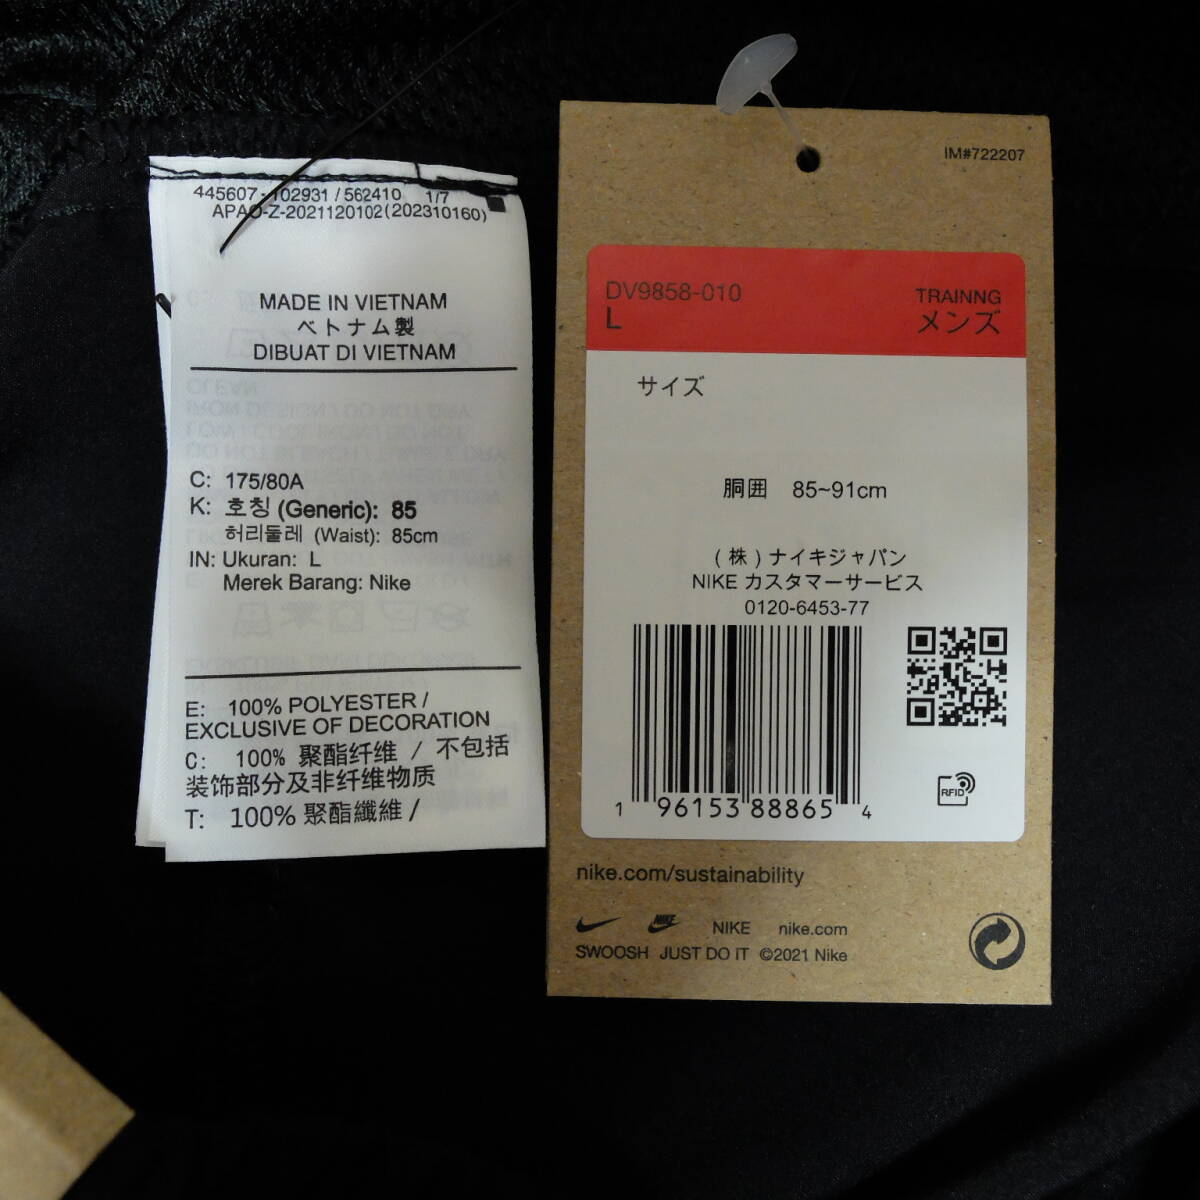 445607-102931 / 562410 1/7
APAO-Z-2021120102(202310160)
MADE IN VIETNAM
ベトナム製
DIBUAT DI VIETNAM
C: 175/80A
K: 호칭 (Generic): 85
허리둘레 (Waist): 85cm
IN: Ukuran: L
Merek Barang: Nike
E: 100% POLYESTER /
EXCLUSIVE OF DECORATION
C: 100% 聚酯纤维 / 不包括
装饰部分及非纤维物质
T: 100% 聚酯纖維 /
IM#722207
DV9858-010
L
TRAINNG
メンズ
サイズ
胴囲 85~91cm
(株)ナイキジャパン
NIKE カスタマーサービス
0120-6453-77
1 96153 88865 4
RFID
nike.com/sustainability
NIKE NIKE nike.com
SWOOSH JUST DO IT ©2021 Nike